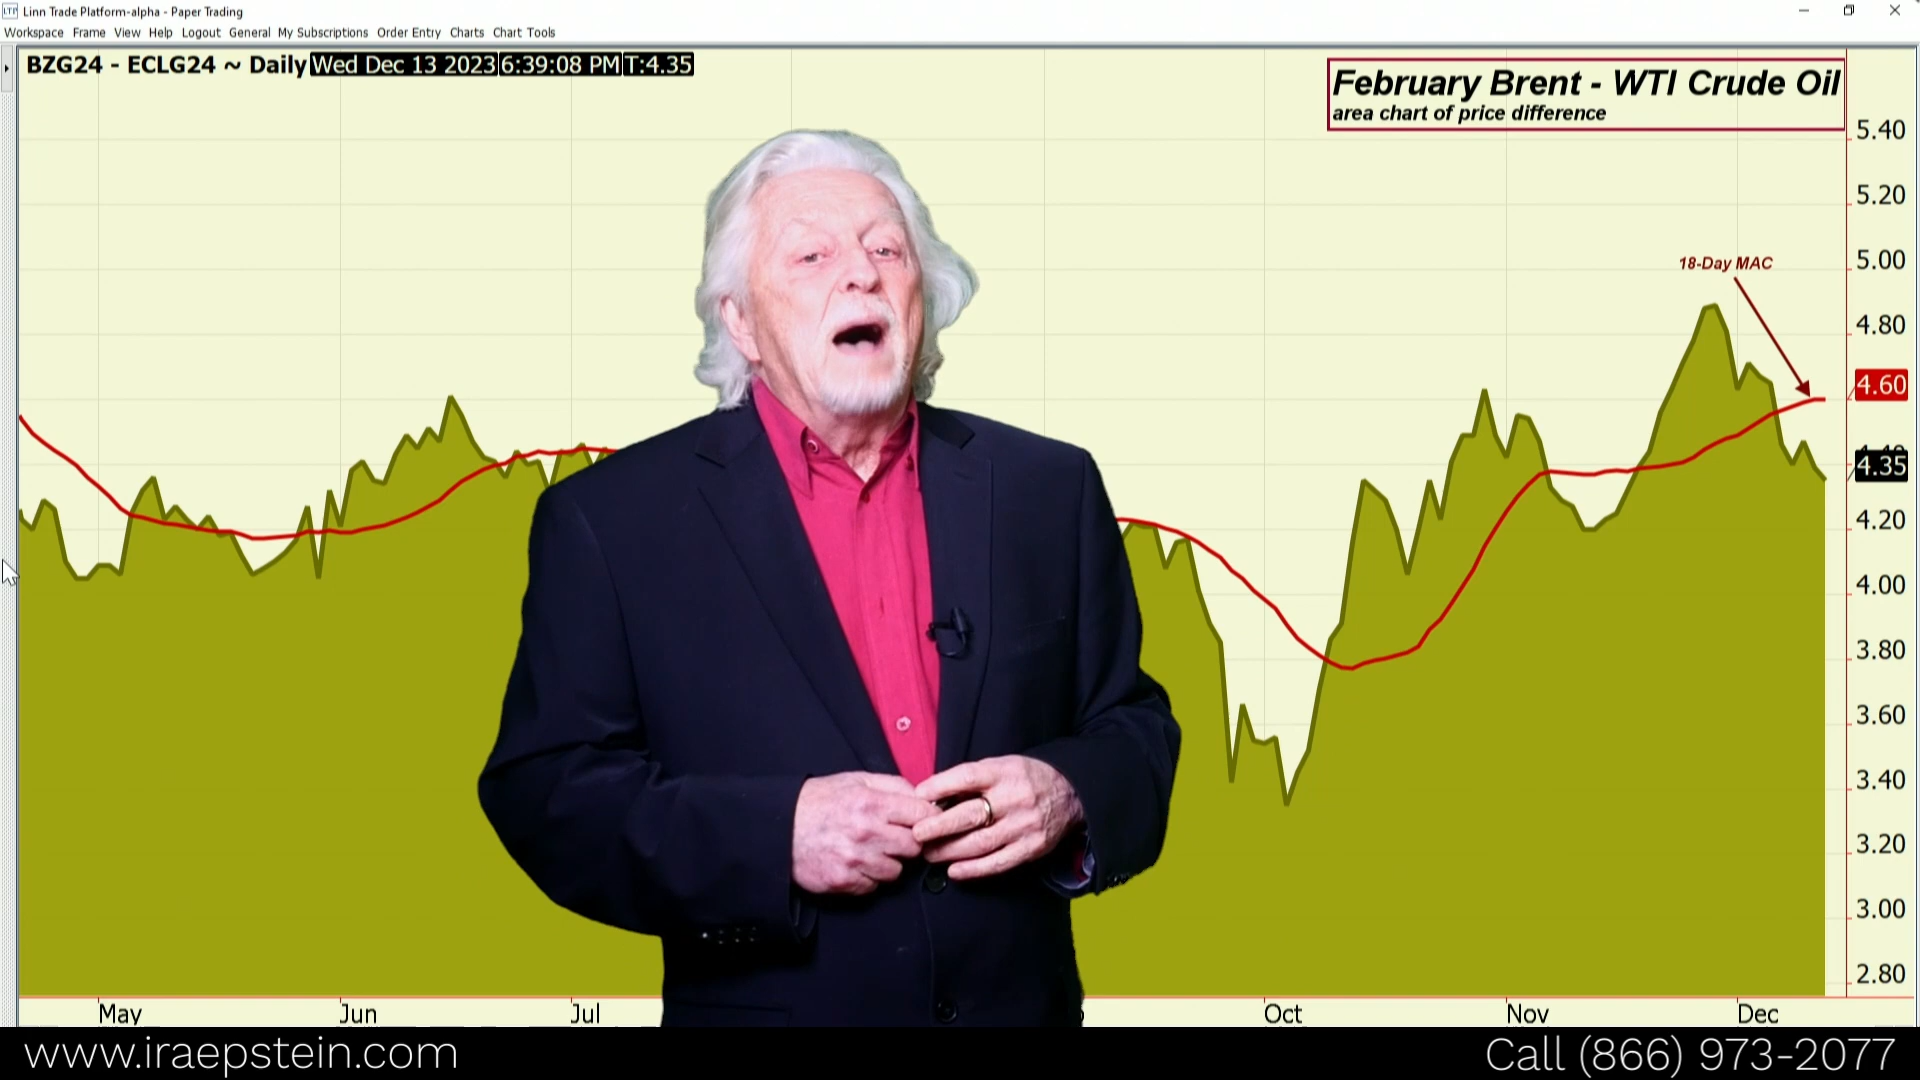 LTP Linn Trade Platform-alpha - Paper Trading
Workspace Frame View Help Logout General My Subscriptions Order Entry Charts Chart Tools
BZG24 - ECLG24 ~ Daily Wed Dec 13 2023 6:39:08 PM T:4.35
February Brent - WTI Crude Oil
area chart of price difference
5.40
5.20
18-Day MAC
5.00
4.80
4.60
4.35
4.20
4.00
3.80
3.60
3.40
3.20
3.00
2.80
May Jun Jul Oct Nov Dec
www.iraepstein.com
Call (866) 973-2077